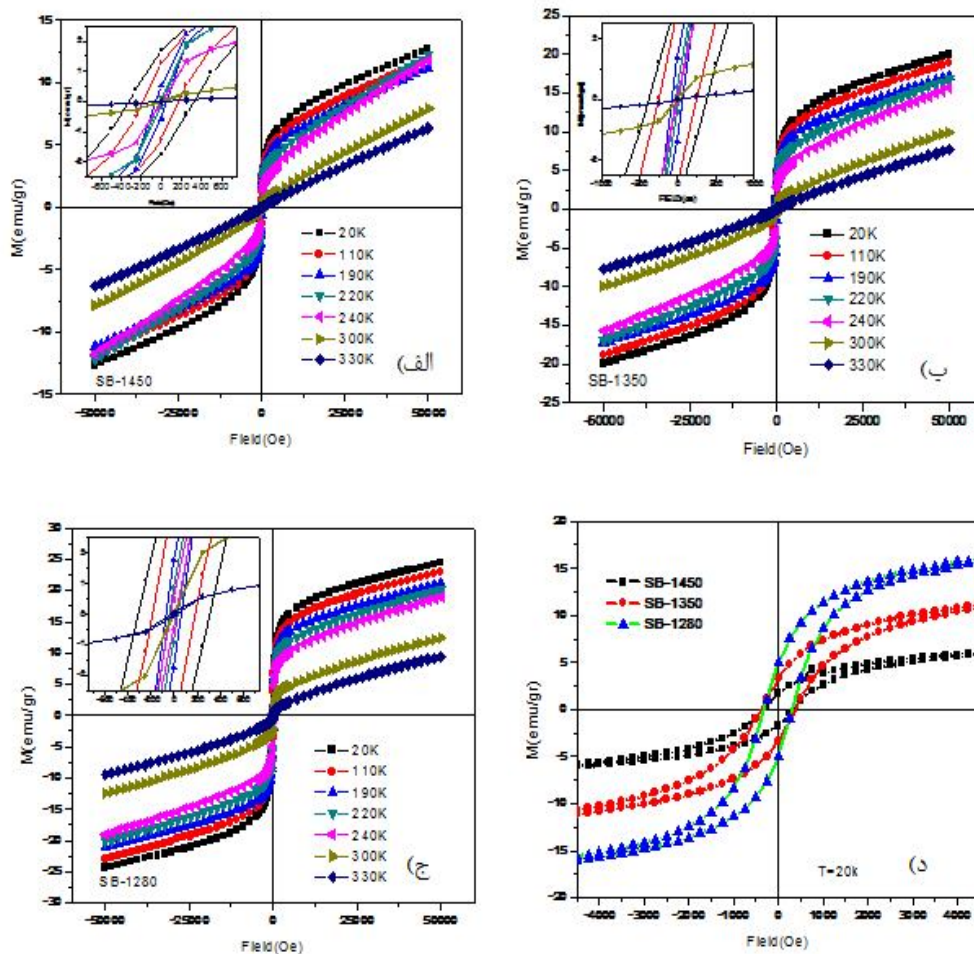 M(emu/gr)
15
10
5
0
-5
-10
-15
-50000 -25000 0 25000 50000
Field(Oe)
20K
110K
190K
220K
240K
300K
330K
SB-1450
الف)
M(emu/gr)
25
20
15
10
5
0
-5
-10
-15
-20
-25
-50000 -25000 0 25000 50000
Field(Oe)
20K
110K
190K
220K
240K
300K
330K
SB-1350
ب)
M(emu/gr)
30
25
20
15
10
5
0
-5
-10
-15
-20
-25
-30
-50000 -25000 0 25000 50000
Field(Oe)
20K
110K
190K
220K
240K
300K
330K
SB-1280
ج)
M(emu/gr)
20
15
10
5
0
-5
-10
-15
-20
-4000 -3000 -2000 -1000 0 1000 2000 3000 4000
Field(Oe)
SB-1450
SB-1350
SB-1280
T=20k
د)